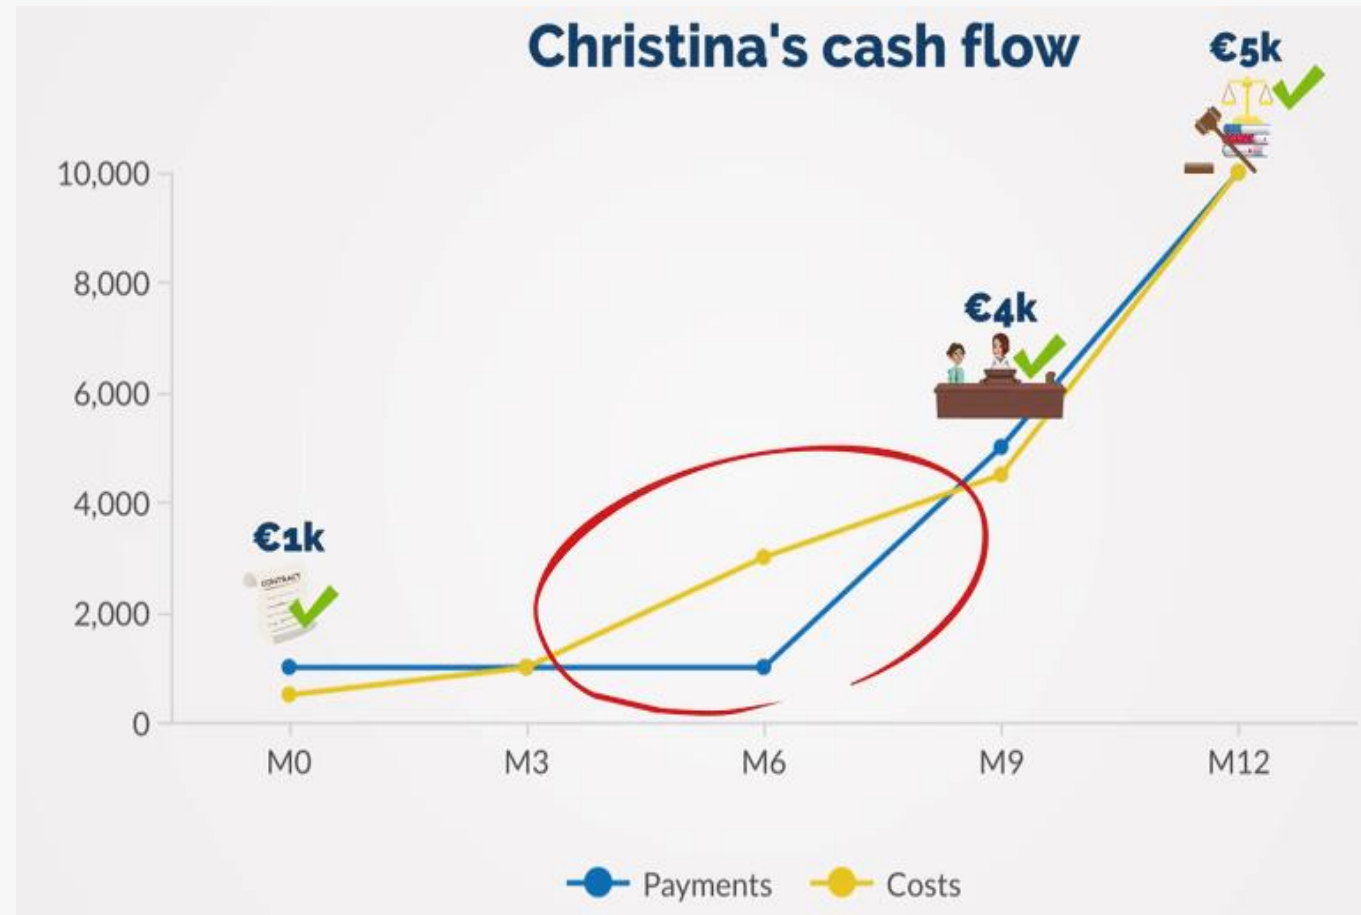 Christina's cash flow
€5k
10,000
8,000
€4k
6,000
4,000
€1k
CONTRACT
2,000
0
M0 M3 M6 M9 M12
Payments Costs